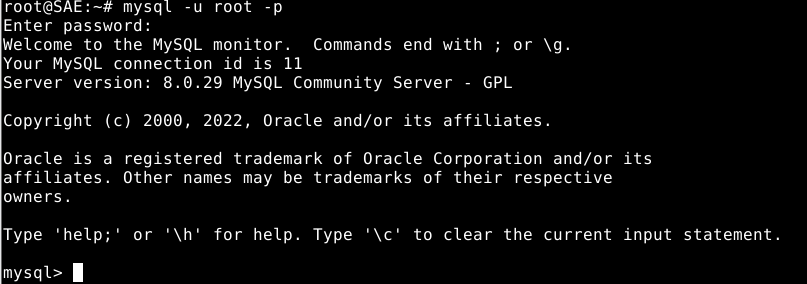 root@SAE:~# mysql -u root -p
Enter password:
Welcome to the MySQL monitor.  Commands end with ; or \g.
Your MySQL connection id is 11
Server version: 8.0.29 MySQL Community Server - GPL

Copyright (c) 2000, 2022, Oracle and/or its affiliates.

Oracle is a registered trademark of Oracle Corporation and/or its
affiliates. Other names may be trademarks of their respective
owners.

Type 'help;' or '\h' for help. Type '\c' to clear the current input statement.

mysql>